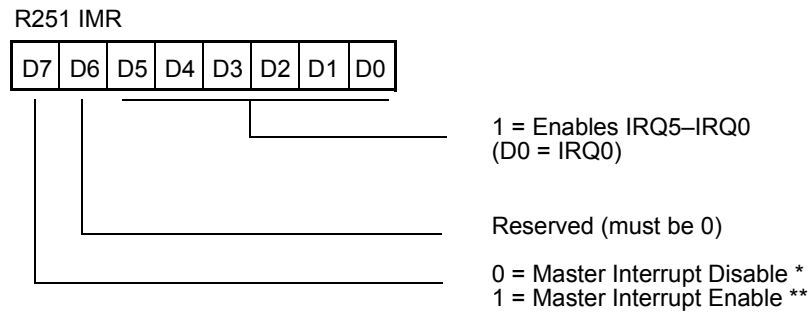 R251 IMR
D7 D6 D5 D4 D3 D2 D1 D0
1 = Enables IRQ5–IRQ0
(D0 = IRQ0)
Reserved (must be 0)
0 = Master Interrupt Disable *
1 = Master Interrupt Enable **